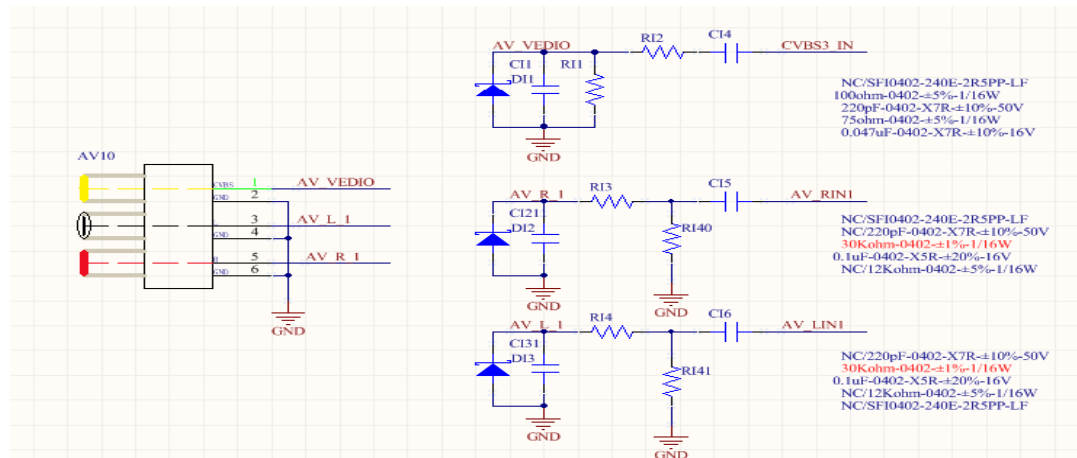 AV_VEDIO
CI1
DI1
RI1
RI2
CI4
CVBS3_IN
GND
NC/SFI0402-240E-2R5PP-LF
100ohm-0402-±5%-1/16W
220pF-0402-X7R-±10%-50V
75ohm-0402-±5%-1/16W
0.047uF-0402-X7R-±10%-16V
AV10
CVBS 1 AV_VEDIO
GND 2
3 AV_L_1
GND 4
R 5 AV_R_1
GND 6
GND
AV_R_1
CI21
DI2
RI3
CI5
AV_RIN1
RI40
GND
GND
NC/SFI0402-240E-2R5PP-LF
NC/220pF-0402-X7R-±10%-50V
30Kohm-0402-±1%-1/16W
0.1uF-0402-X5R-±20%-16V
NC/12Kohm-0402-±5%-1/16W
AV_L_1
CI31
DI3
RI4
CI6
AV_LIN1
RI41
GND
GND
NC/220pF-0402-X7R-±10%-50V
30Kohm-0402-±1%-1/16W
0.1uF-0402-X5R-±20%-16V
NC/12Kohm-0402-±5%-1/16W
NC/SFI0402-240E-2R5PP-LF